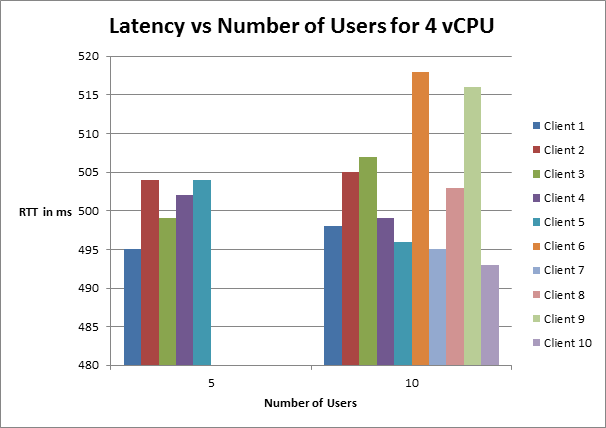 Latency vs Number of Users for 4 vCPU
520
515
510
505
500
495
490
485
480
RTT in ms
5
10
Number of Users
Client 1
Client 2
Client 3
Client 4
Client 5
Client 6
Client 7
Client 8
Client 9
Client 10